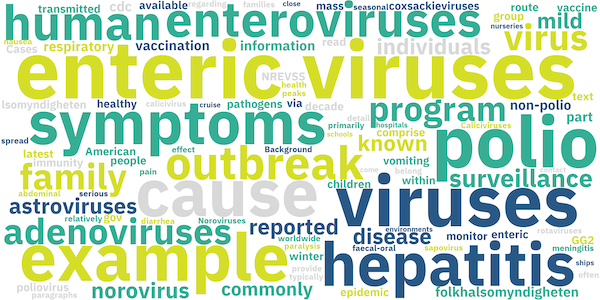 transmitted cdc available regarding families close mass seasonal coxsackieviruses route vaccine
human enteroviruses group mild
nurseries
nausea Cases respiratory vaccination information read individuals virus
enteric viruses
NREVSS health peaks text
lsomyndigheten healthy calicivirus cruise pathogens via decade program non-polio
symptoms detail Caliciviruses part
spread primarily hospitals comprise polio
latest American effect Background schools known
immunity people outbreak vomiting come belong contact
family pain children within surveillance
abdominal serious cause viruses
astroviruses relatively gov diarrhea Noroviruses reported environments rotaviruses
adenoviruses worldwide paralysis disease monitor enteric GG2
example winter faecal-oral sapovirus hepatitis meningitis
poliovirus provide typically ships
paragraphs norovirus commonly epidemic folkhalsomyndigheten often